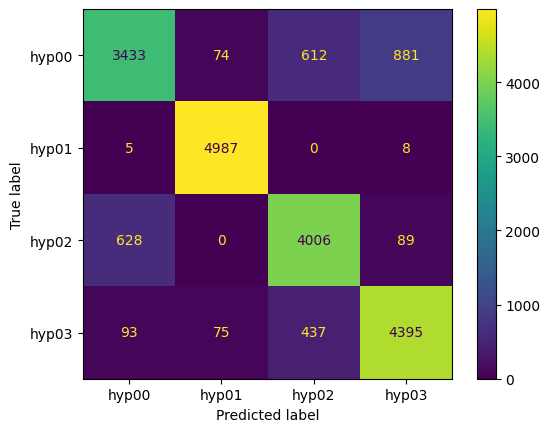 hyp00 3433 74 612 881
hyp01 5 4987 0 8
hyp02 628 0 4006 89
hyp03 93 75 437 4395
hyp00 hyp01 hyp02 hyp03
Predicted label
True label
4000
3000
2000
1000
0